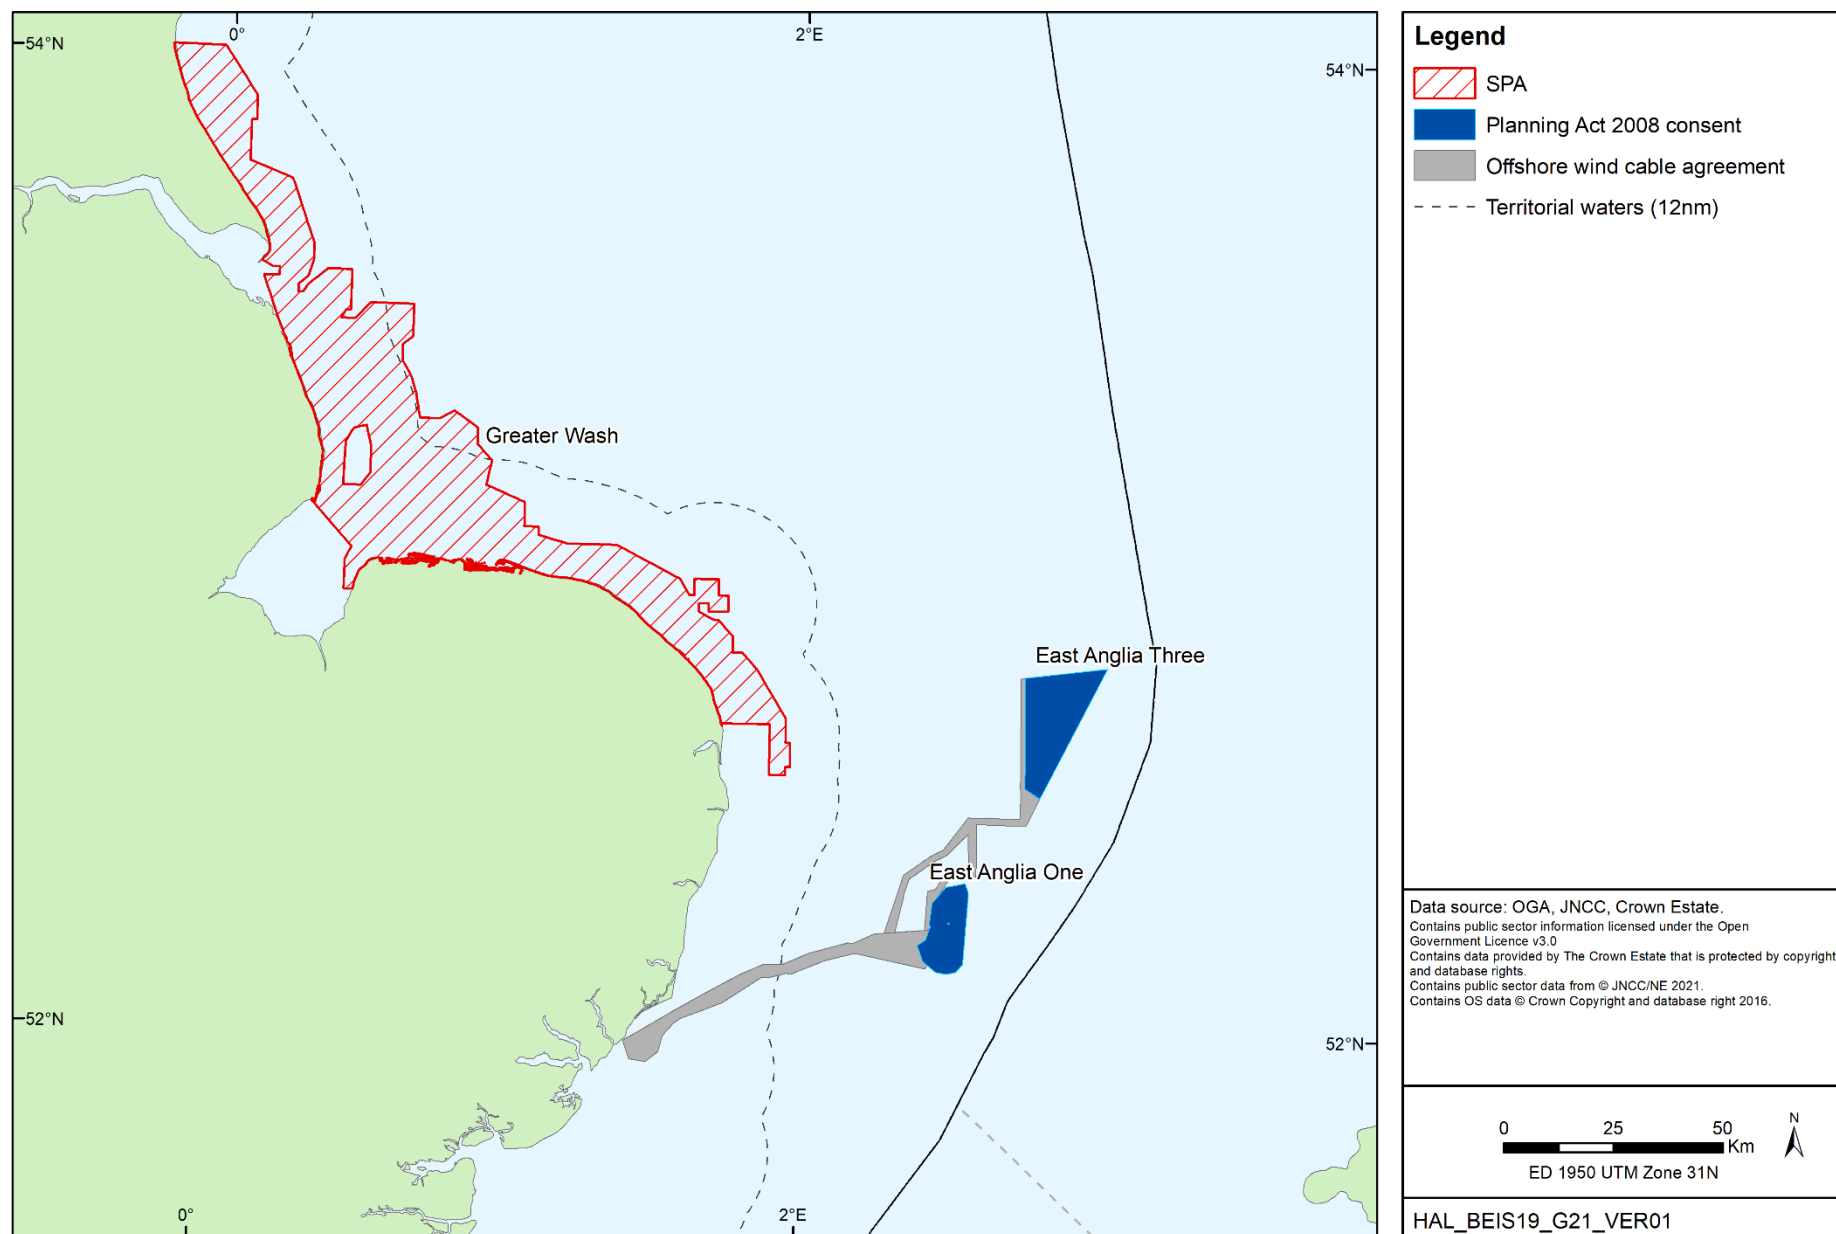 0°
2°E
54°N
54°N
Greater Wash
East Anglia Three
East Anglia One
52°N
52°N
0°
2°E
Legend
SPA
Planning Act 2008 consent
Offshore wind cable agreement
Territorial waters (12nm)
Data source: OGA, JNCC, Crown Estate.
Contains public sector information licensed under the Open
Government Licence v3.0
Contains data provided by The Crown Estate that is protected by copyright
and database rights.
Contains public sector data from © JNCC/NE 2021.
Contains OS data © Crown Copyright and database right 2016.
0 25 50
Km
N
ED 1950 UTM Zone 31N
HAL_BEIS19_G21_VER01